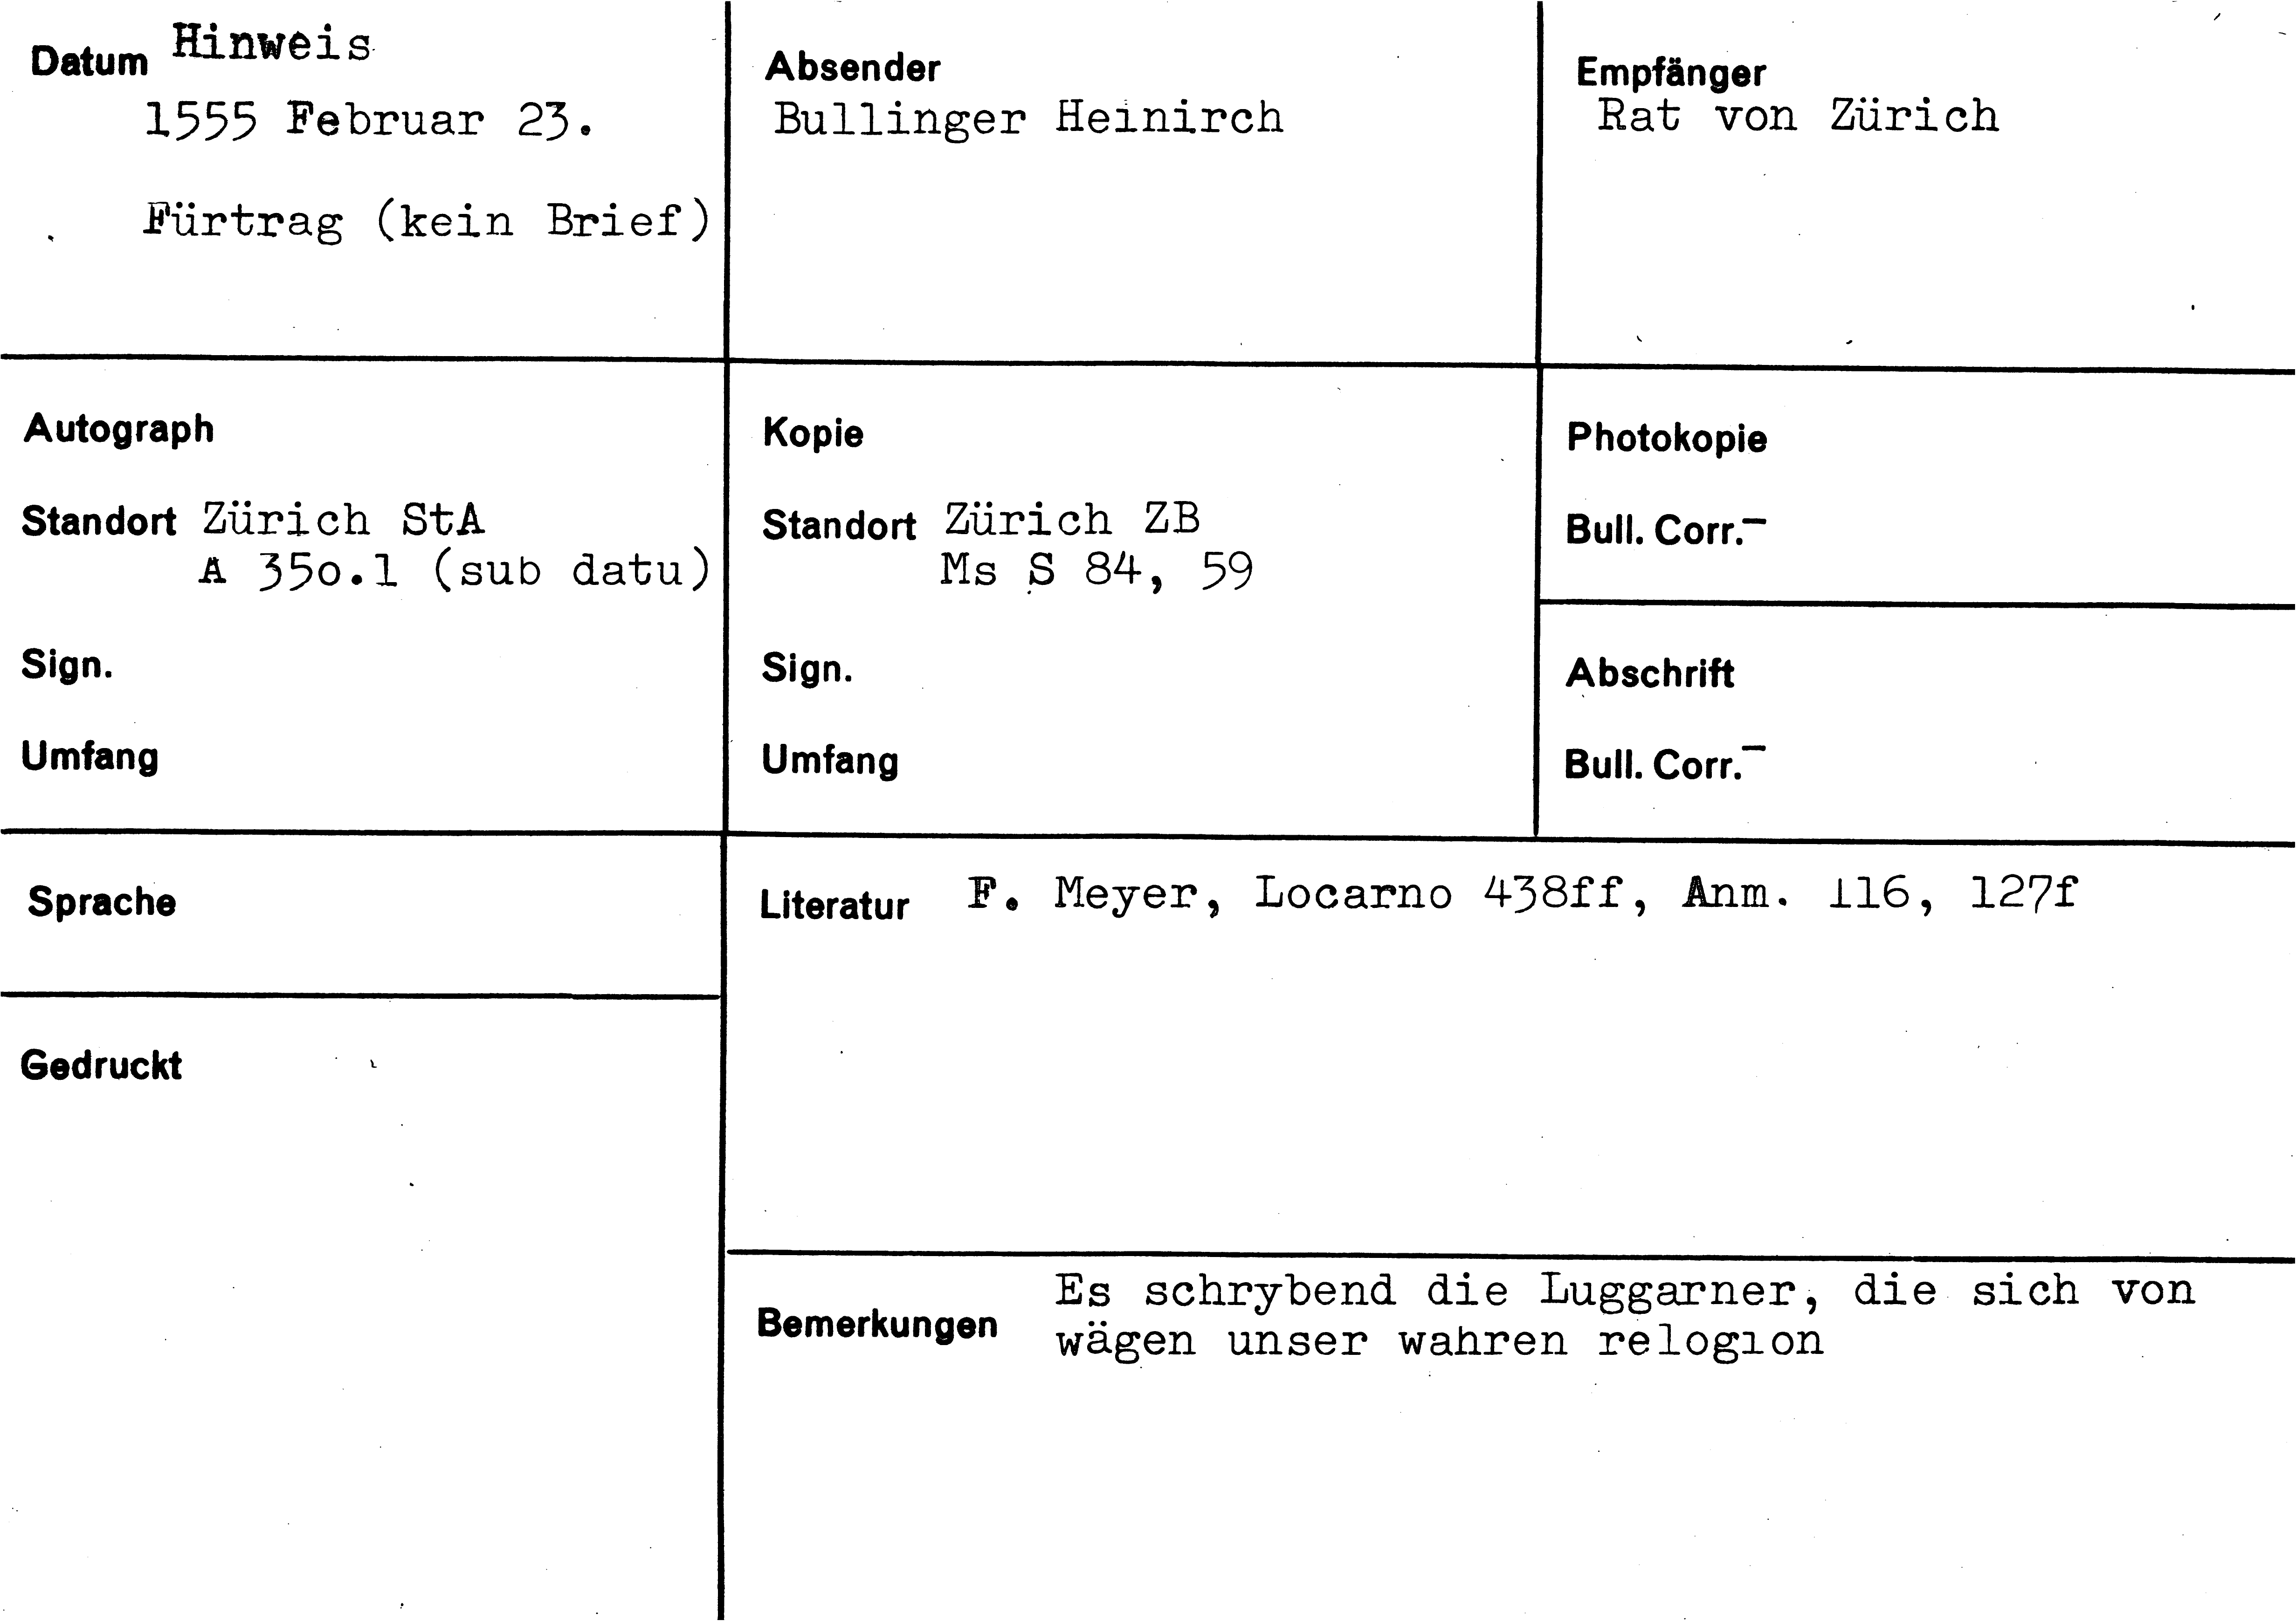 Datum Hinweis
1555 Februar 23.
Fürtrag (kein Brief)
Absender
Bullinger Heinirch
Empfänger
Rat von Zürich
Autograph
Standort Zürich StA
A 35o.1 (sub datu)
Sign.
Umfang
Kopie
Standort Zürich ZB
Ms S 84, 59
Sign.
Umfang
Photokopie
Bull. Corr.–
Abschrift
Bull. Corr.–
Sprache
Gedruckt
Literatur F. Meyer, Locarno 438ff, Anm. 116, 127f
Bemerkungen Es schrybend die Luggarner, die sich von
wägen unser wahren relogion